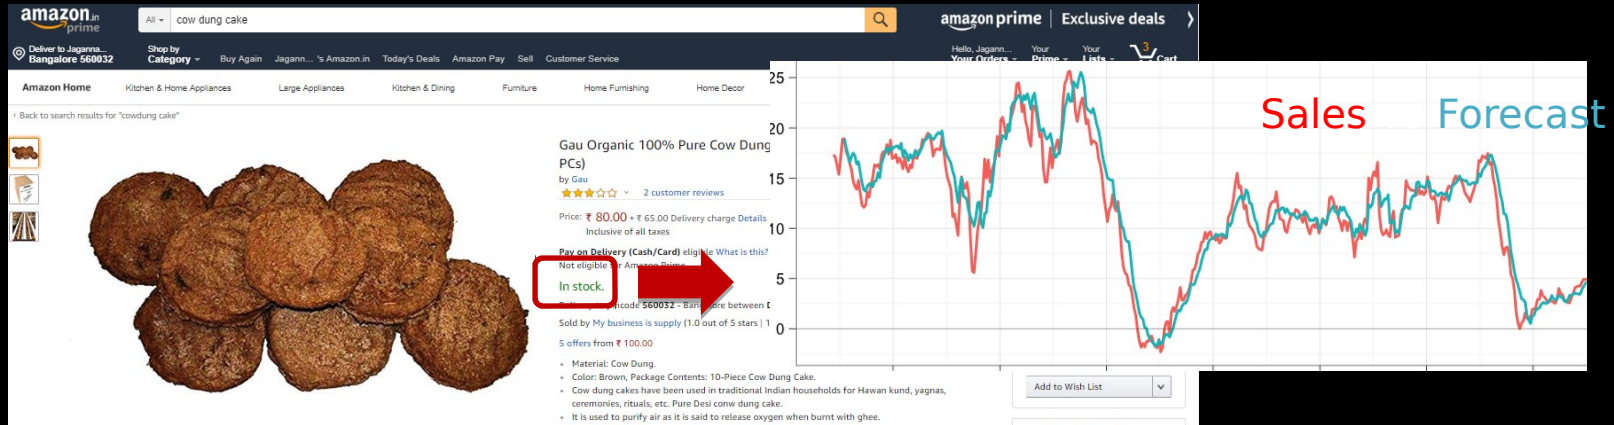 amazon.in
prime
All
cow dung cake
amazon prime | Exclusive deals
Deliver to Jaganna...
Bangalore 560032
Shop by
Category
Buy Again
Jagann... 's Amazon.in
Today's Deals
Amazon Pay
Sell
Customer Service
Hello, Jagann...
Your Orders
Your
Prime
Your
Lists
3
Cart
Amazon Home
Kitchen & Home Appliances
Large Appliances
Kitchen & Dining
Furniture
Home Furnishing
Home Decor
‹ Back to search results for "cowdung cake"
Gau Organic 100% Pure Cow Dung
PCs)
by Gau
2 customer reviews
Price: ₹ 80.00 + ₹ 65.00 Delivery charge Details
Inclusive of all taxes
Pay on Delivery (Cash/Card) eligible What is this?
Not eligible for Amazon Prime
In stock.
560032 - Bangalore between
Sold by My business is supply (1.0 out of 5 stars | 1
5 offers from ₹ 100.00
• Material: Cow Dung.
• Color: Brown, Package Contents: 10-Piece Cow Dung Cake.
• Cow dung cakes have been used in traditional Indian households for Hawan kund, yagnas,
ceremonies, rituals, etc. Pure Desi conw dung cake.
• It is used to purify air as it is said to release oxygen when burnt with ghee.
Sales
Forecast
25
20
15
10
5
0
Add to Wish List